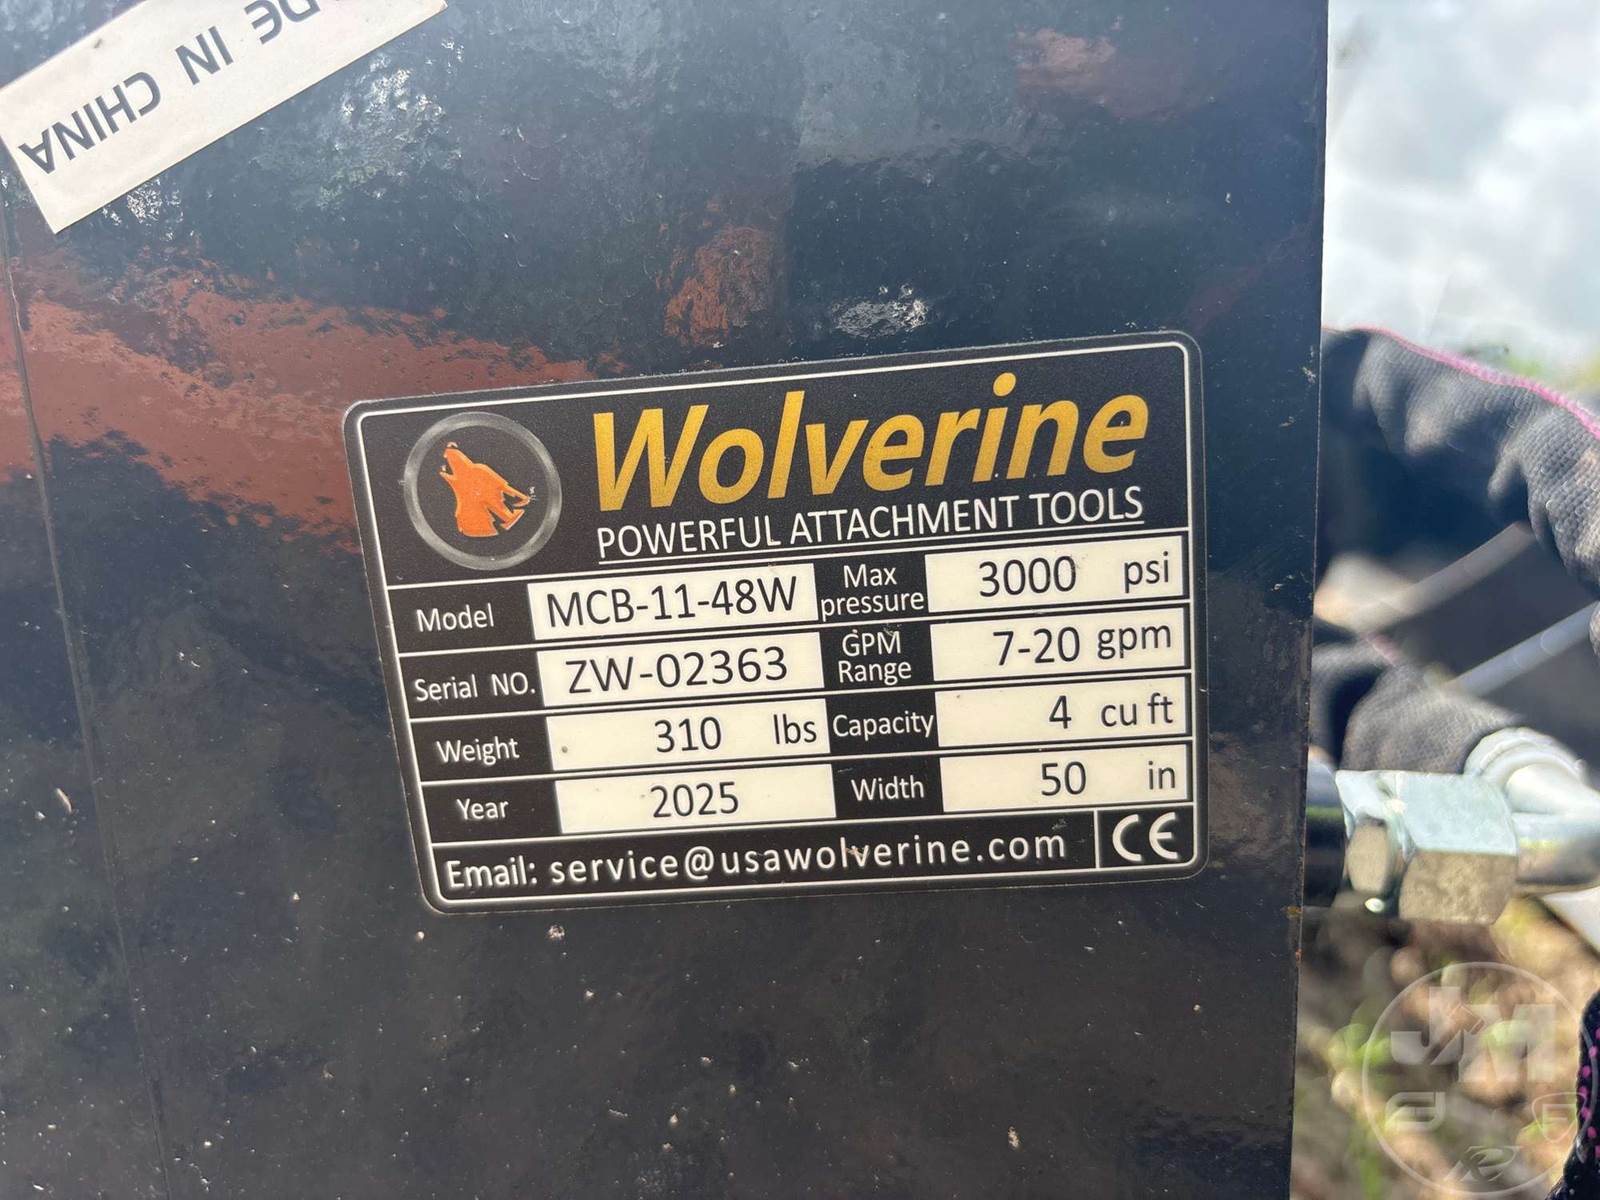 DE IN CHINA
Wolverine
POWERFUL ATTACHMENT TOOLS
Model MCB-11-48W Max pressure 3000 psi
Serial NO. ZW-02363 GPM Range 7-20 gpm
Weight 310 lbs Capacity 4 cu ft
Year 2025 Width 50 in
Email: service@usawolverine.com CE
JM